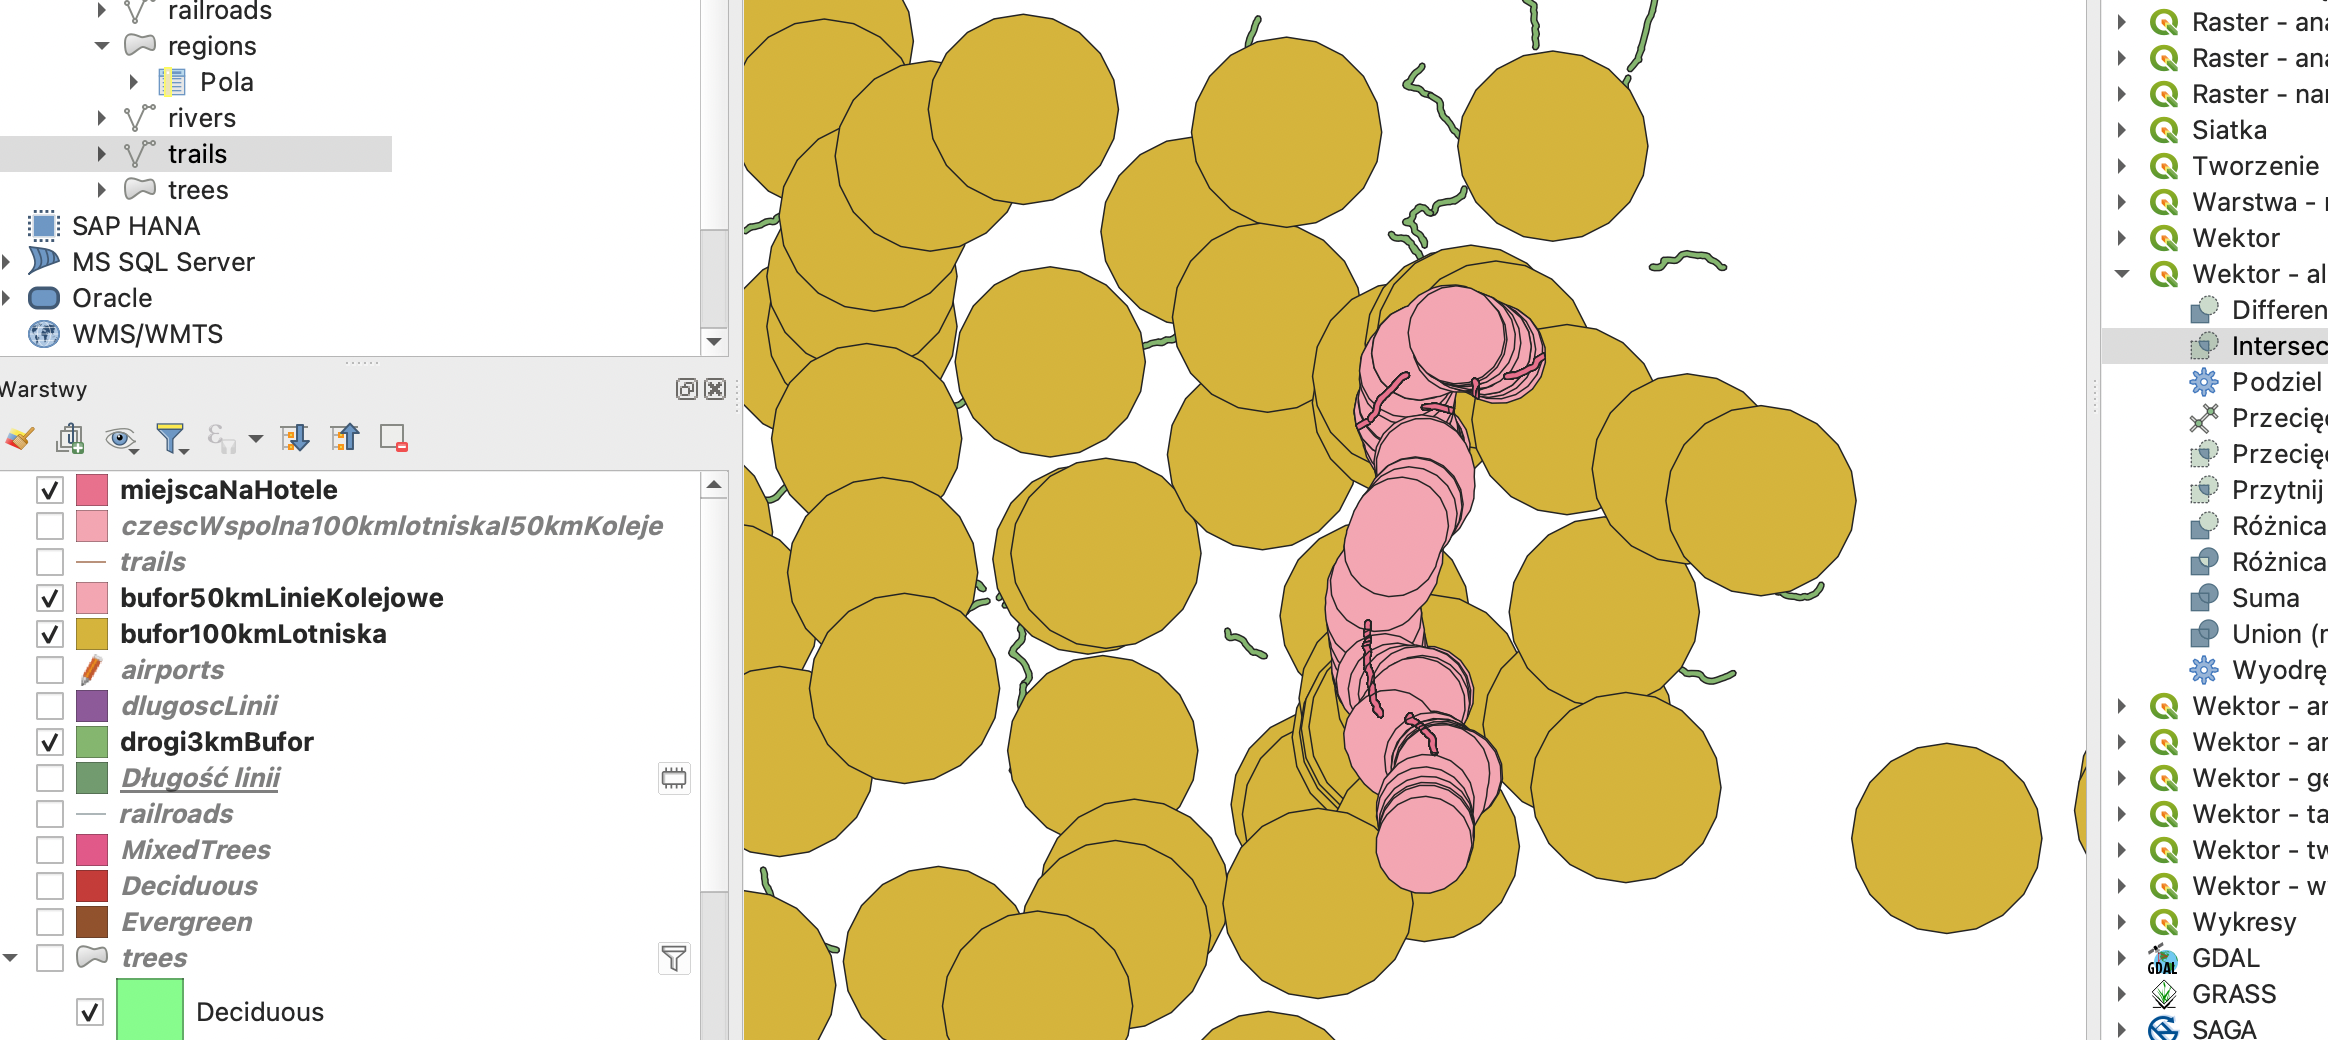 railroads
regions
Pola
rivers
trails
trees
SAP HANA
MS SQL Server
Oracle
WMS/WMTS
Warstwy
miejscaNaHotele
czescWspolna100kmlotniskaI50kmKoleje
trails
bufor50kmLinieKolejowe
bufor100kmLotniska
airports
dlugoscLinii
drogi3kmBufor
Długość linii
railroads
MixedTrees
Deciduous
Evergreen
trees
Deciduous
Raster - ana
Raster - ana
Raster - nar
Siatka
Tworzenie
Warstwa - r
Wektor
Wektor - al
Differen
Intersec
Podziel
Przecię
Przecię
Przytnij
Różnica
Różnica
Suma
Union (r
Wyodrę
Wektor - ar
Wektor - ar
Wektor - ge
Wektor - ta
Wektor - tw
Wektor - w
Wykresy
GDAL
GDAL
GRASS
SAGA